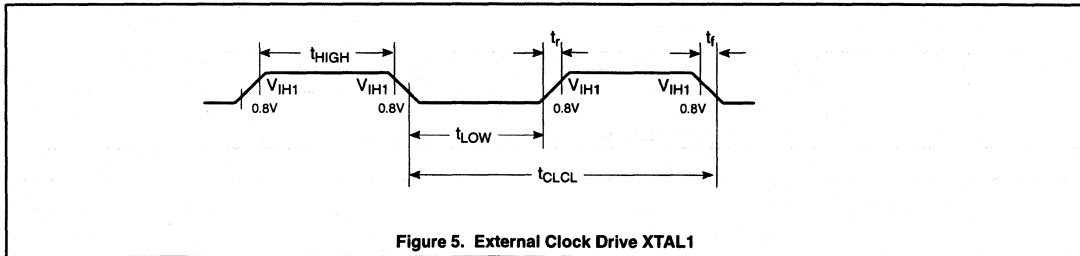 tHIGH
tr
tf
VIH1 VIH1 VIH1 VIH1
0.8V 0.8V 0.8V 0.8V
tLOW
tCLCL
Figure 5. External Clock Drive XTAL1